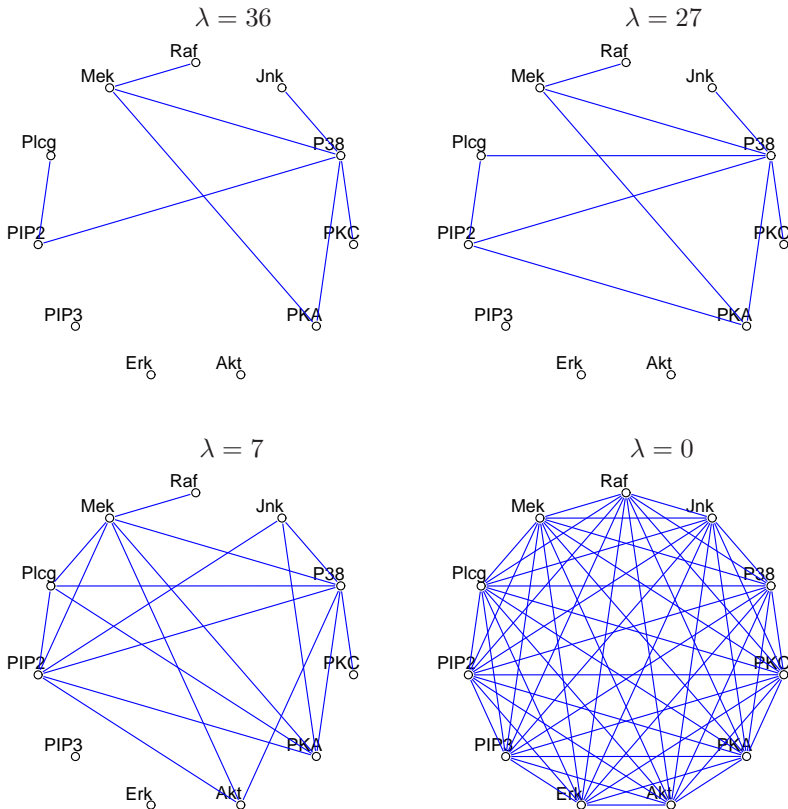 λ = 36
Raf
Mek
Jnk
Plcg
P38
PIP2
PKC
PIP3
PKA
Erk
Akt
λ = 27
Raf
Mek
Jnk
Plcg
P38
PIP2
PKC
PIP3
PKA
Erk
Akt
λ = 7
Raf
Mek
Jnk
Plcg
P38
PIP2
PKC
PIP3
PKA
Erk
Akt
λ = 0
Raf
Mek
Jnk
Plcg
P38
PIP2
PKC
PIP3
PKA
Erk
Akt